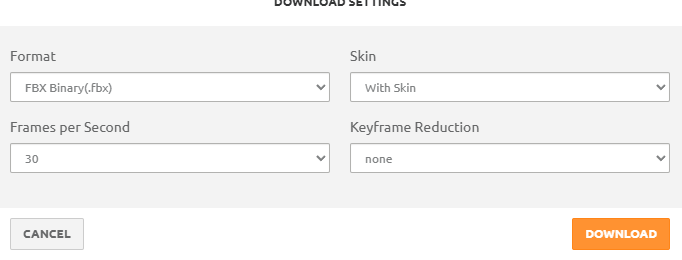 DOWNLOAD SETTINGS
Format
Skin
FBX Binary(.fbx)
With Skin
Frames per Second
Keyframe Reduction
30
none
CANCEL
DOWNLOAD